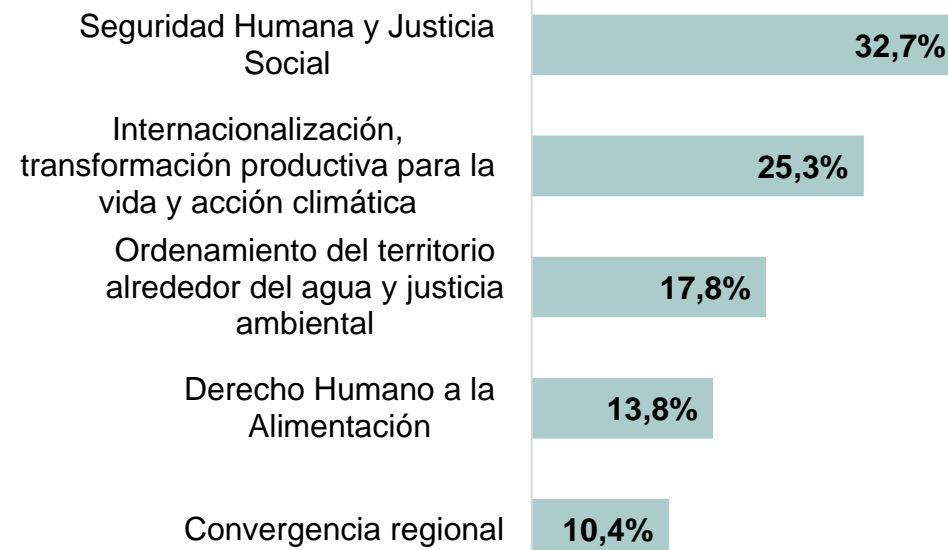 Seguridad Humana y Justicia
Social
32,7%
Internacionalización,
transformación productiva para la
vida y acción climática
25,3%
Ordenamiento del territorio
alrededor del agua y justicia
ambiental
17,8%
Derecho Humano a la
Alimentación
13,8%
Convergencia regional
10,4%